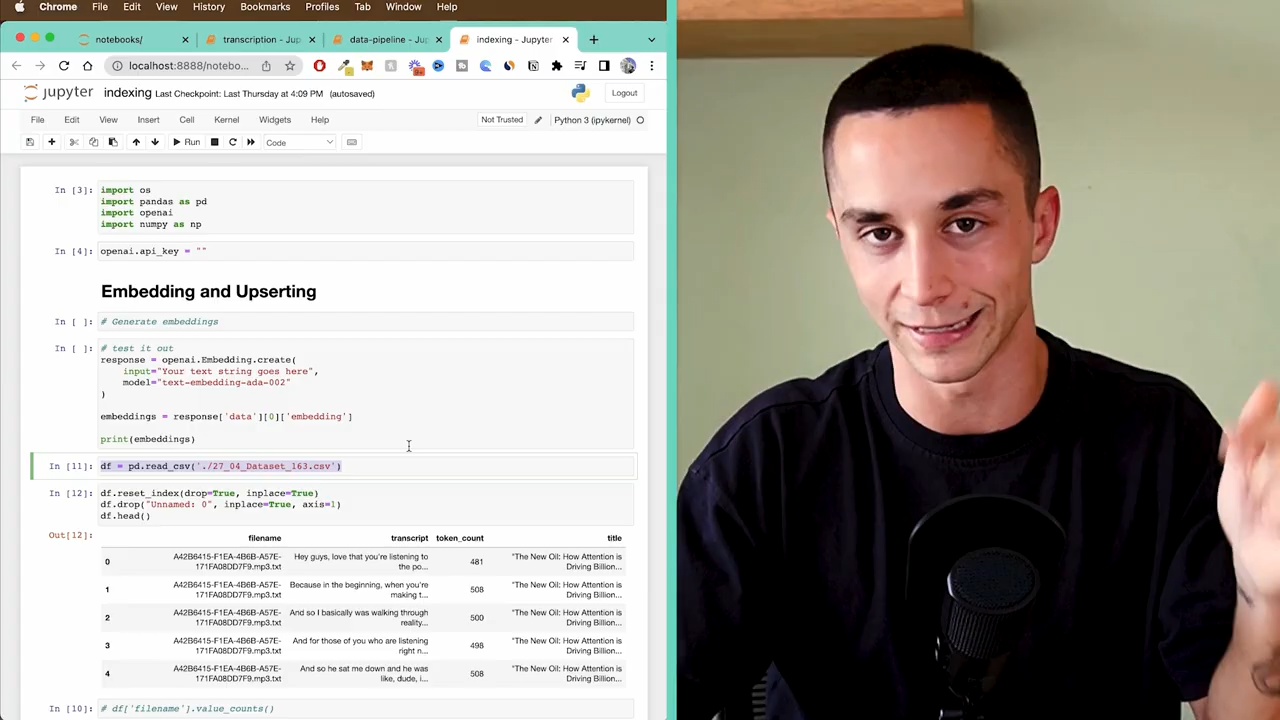 Chrome File Edit View History Bookmarks Profiles Tab Window Help
notebooks/ transcription - Jup data-pipeline - Jup indexing - Jupyter
localhost:8888/notebo...
jupyter indexing Last Checkpoint: Last Thursday at 4:09 PM (autosaved) Logout
File Edit View Insert Cell Kernel Widgets Help Not Trusted Python 3 (ipykernel)
Run Code
In [3]: import os
import pandas as pd
import openai
import numpy as np
In [4]: openai.api_key = ""
Embedding and Upserting
In [ ]: # Generate embeddings
In [ ]: # test it out
response = openai.Embedding.create(
input="Your text string goes here",
model="text-embedding-ada-002"
)
embeddings = response['data'][0]['embedding']
print(embeddings)
In [11]: df = pd.read_csv('./27_04_Dataset_163.csv')
In [12]: df.reset_index(drop=True, inplace=True)
df.drop("Unnamed: 0", inplace=True, axis=1)
df.head()
Out[12]:
filename transcript token_count title
0 A42B6415-F1EA-4B6B-A57E-171FA08DD7F9.mp3.txt Hey guys, love that you're listening to the po... 481 "The New Oil: How Attention is Driving Billion...
1 A42B6415-F1EA-4B6B-A57E-171FA08DD7F9.mp3.txt Because in the beginning, when you're making t... 508 "The New Oil: How Attention is Driving Billion...
2 A42B6415-F1EA-4B6B-A57E-171FA08DD7F9.mp3.txt And so I basically was walking through reality... 500 "The New Oil: How Attention is Driving Billion...
3 A42B6415-F1EA-4B6B-A57E-171FA08DD7F9.mp3.txt And for those of you who are listening right n... 498 "The New Oil: How Attention is Driving Billion...
4 A42B6415-F1EA-4B6B-A57E-171FA08DD7F9.mp3.txt And so he sat me down and he was like, dude, i... 508 "The New Oil: How Attention is Driving Billion...
In [10]: # df['filename'].value_counts()